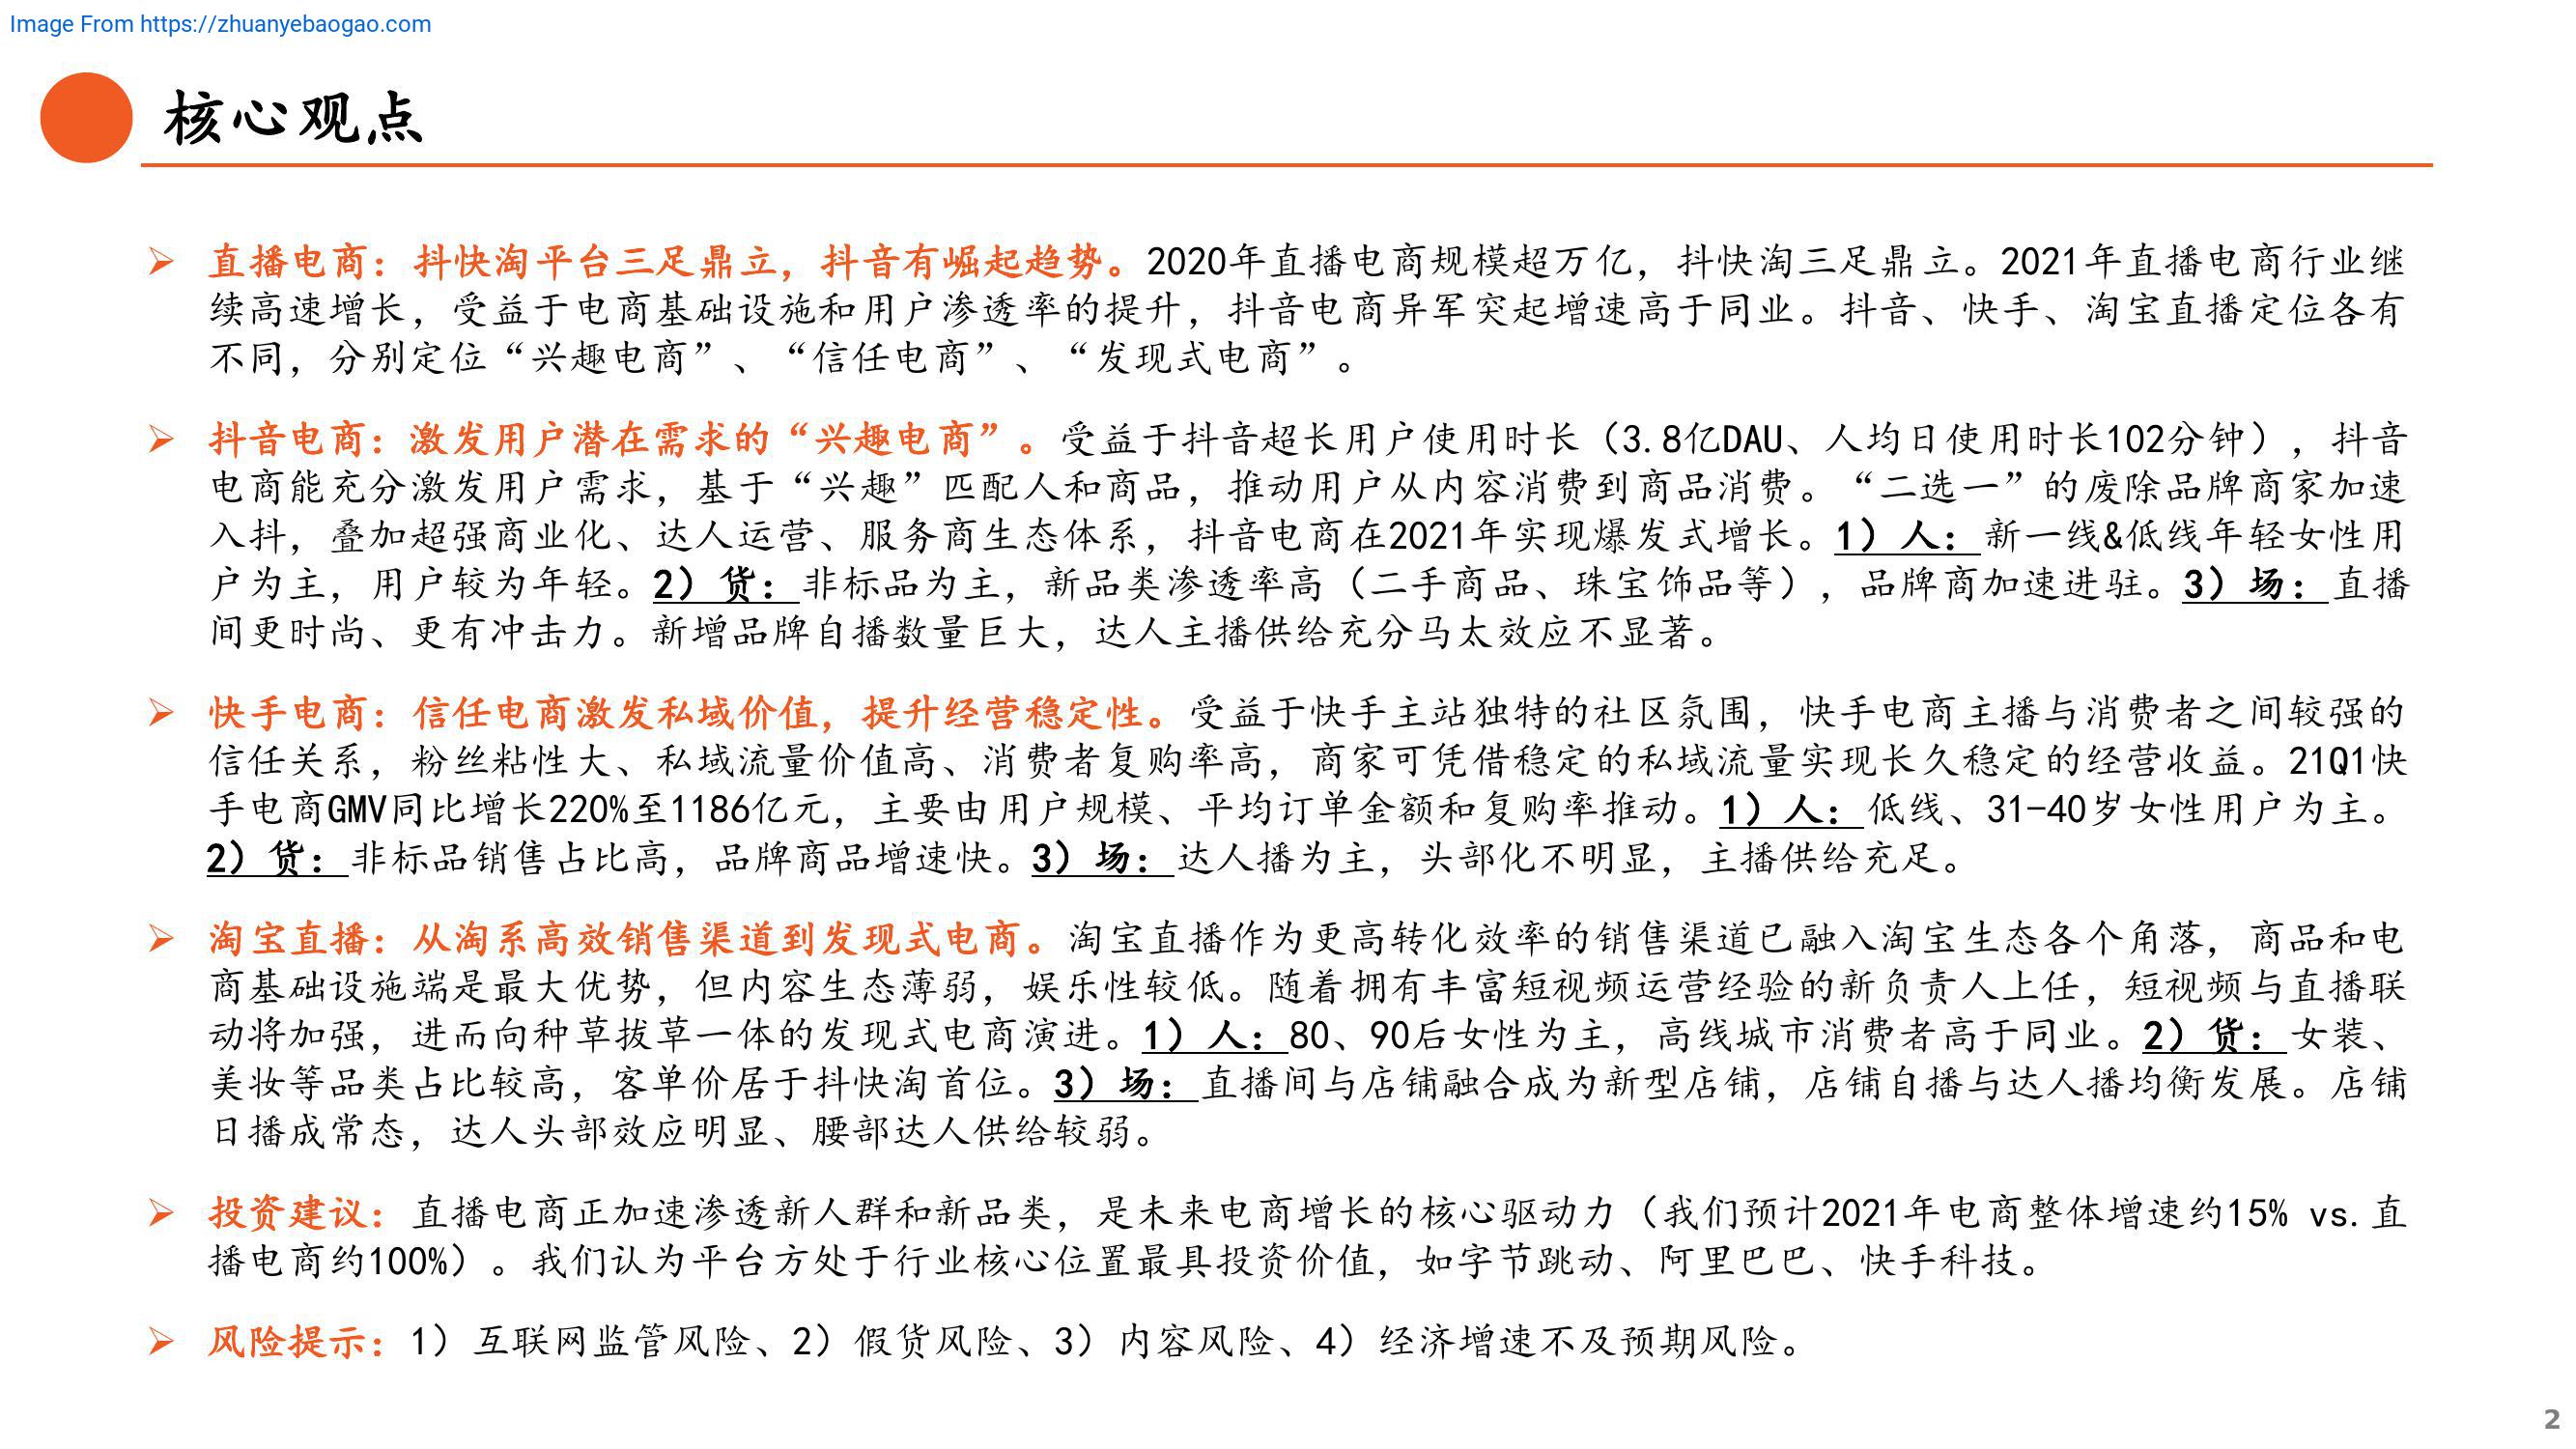 Image From https://zhuanyebaogao.com
核心观点
➢ 直播电商：抖快淘平台三足鼎立，抖音有崛起趋势。2020年直播电商规模超万亿，抖快淘三足鼎立。2021年直播电商行业继
续高速增长，受益于电商基础设施和用户渗透率的提升，抖音电商异军突起增速高于同业。抖音、快手、淘宝直播定位各有
不同，分别定位“兴趣电商”、“信任电商”、“发现式电商”。
➢ 抖音电商：激发用户潜在需求的“兴趣电商”。受益于抖音超长用户使用时长（3.8亿DAU、人均日使用时长102分钟），抖音
电商能充分激发用户需求，基于“兴趣”匹配人和商品，推动用户从内容消费到商品消费。“二选一”的废除品牌商家加速
入抖，叠加超强商业化、达人运营、服务商生态体系，抖音电商在2021年实现爆发式增长。1）人：新一线&低线年轻女性用
户为主，用户较为年轻。2）货：非标品为主，新品类渗透率高（二手商品、珠宝饰品等），品牌商加速进驻。3）场：直播
间更时尚、更有冲击力。新增品牌自播数量巨大，达人主播供给充分马太效应不显著。
➢ 快手电商：信任电商激发私域价值，提升经营稳定性。受益于快手主站独特的社区氛围，快手电商主播与消费者之间较强的
信任关系，粉丝粘性大、私域流量价值高、消费者复购率高，商家可凭借稳定的私域流量实现长久稳定的经营收益。21Q1快
手电商GMV同比增长220%至1186亿元，主要由用户规模、平均订单金额和复购率推动。1）人：低线、31-40岁女性用户为主。
2）货：非标品销售占比高，品牌商品增速快。3）场：达人播为主，头部化不明显，主播供给充足。
➢ 淘宝直播：从淘系高效销售渠道到发现式电商。淘宝直播作为更高转化效率的销售渠道已融入淘宝生态各个角落，商品和电
商基础设施端是最大优势，但内容生态薄弱，娱乐性较低。随着拥有丰富短视频运营经验的新负责人上任，短视频与直播联
动将加强，进而向种草拔草一体的发现式电商演进。1）人：80、90后女性为主，高线城市消费者高于同业。2）货：女装、
美妆等品类占比较高，客单价居于抖快淘首位。3）场：直播间与店铺融合成为新型店铺，店铺自播与达人播均衡发展。店铺
日播成常态，达人头部效应明显、腰部达人供给较弱。
➢ 投资建议：直播电商正加速渗透新人群和新品类，是未来电商增长的核心驱动力（我们预计2021年电商整体增速约15% vs.直
播电商约100%）。我们认为平台方处于行业核心位置最具投资价值，如字节跳动、阿里巴巴、快手科技。
➢ 风险提示：1）互联网监管风险、2）假货风险、3）内容风险、4）经济增速不及预期风险。
2